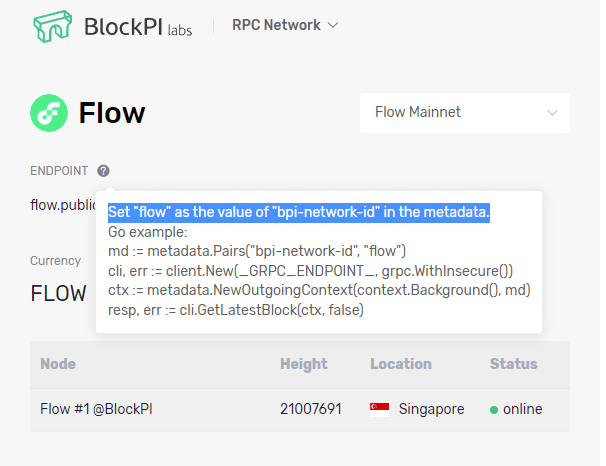 BlockPI labs
RPC Network
Flow
Flow Mainnet
ENDPOINT ?
flow.public
Set "flow" as the value of "bpi-network-id" in the metadata.
Go example:
md := metadata.Pairs("bpi-network-id", "flow")
cli, err := client.New(_GRPC_ENDPOINT_, grpc.WithInsecure())
ctx := metadata.NewOutgoingContext(context.Background(), md)
resp, err := cli.GetLatestBlock(ctx, false)
Currency
FLOW
Node Height Location Status
Flow #1 @BlockPI 21007691 Singapore online